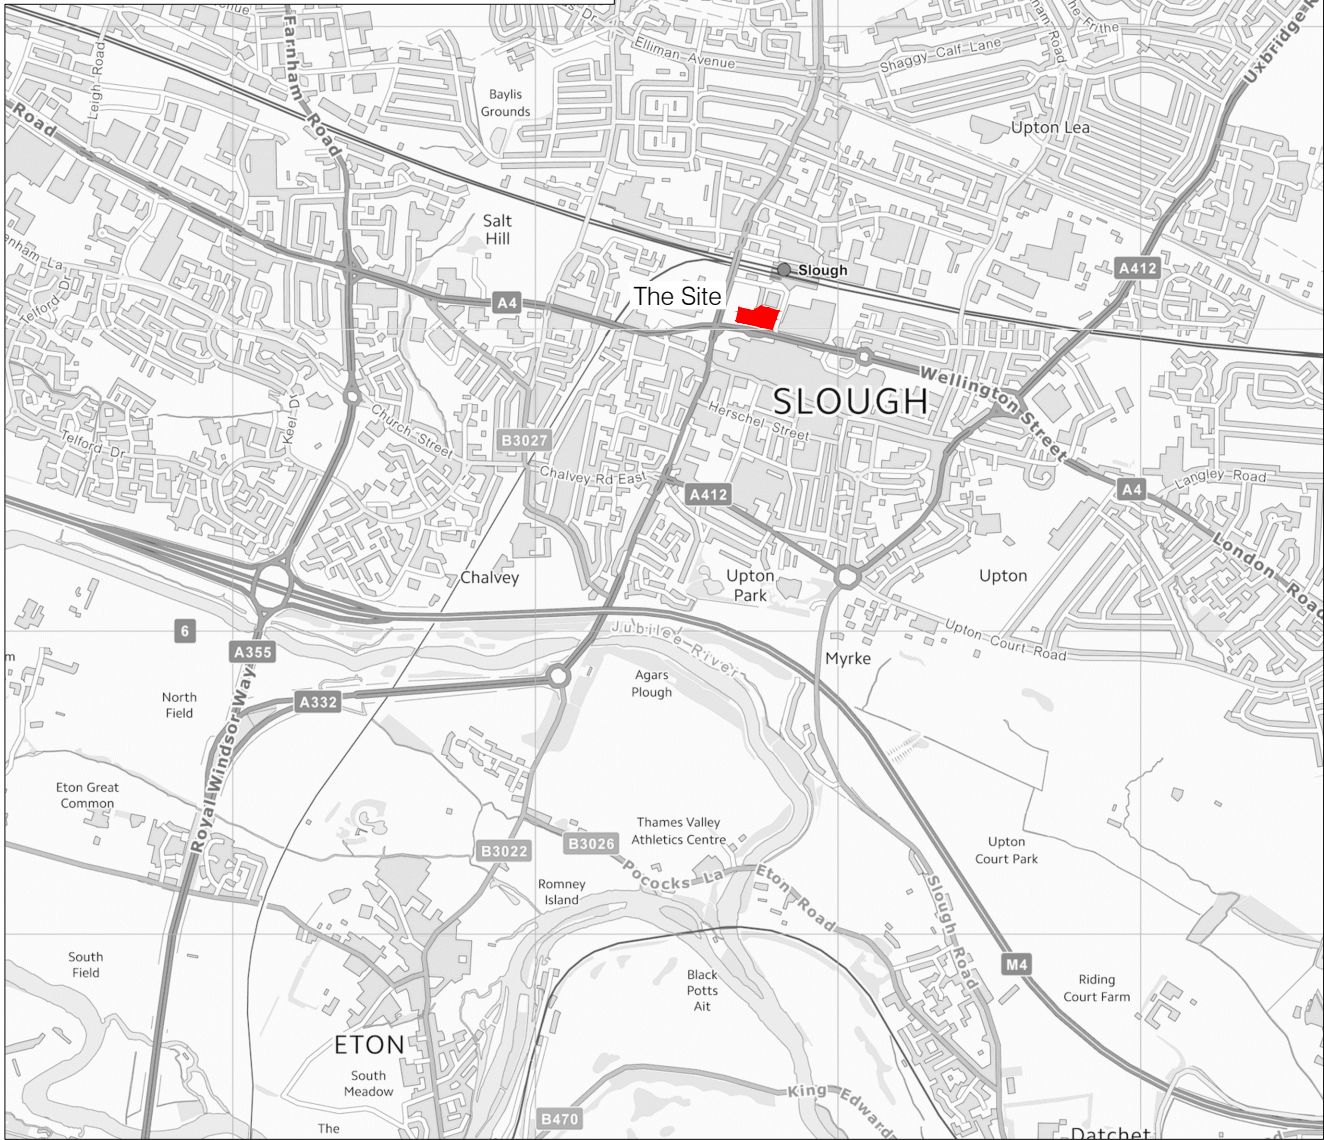 Farnham Road
Leigh Road
Elliman Avenue
Shaggy Calf Lane
The Frithe
Uxbridge
Baylis
Grounds
Upton Lea
Road
Salt
Hill
Telford Dr
A4
The Site
Slough
A412
SLOUGH
Wellington Street
Keel Dr
Church Street
Herschel Street
Telford Dr
B3027
Chalvey Rd East
A412
A4
Langley Road
London Road
Chalvey
Upton
Park
Upton
6
A355
Jubilee River
Upton Court Road
Myrke
North
Field
A332
Agars
Plough
Royal Windsor Way
Eton Great
Common
Thames Valley
Athletics Centre
B3022
B3026
Pococks La
Eton Road
Upton
Court Park
Romney
Island
Slough Road
South
Field
M4
Black
Potts
Ait
Riding
Court Farm
ETON
South
Meadow
King Edward
B470
The
Datchet